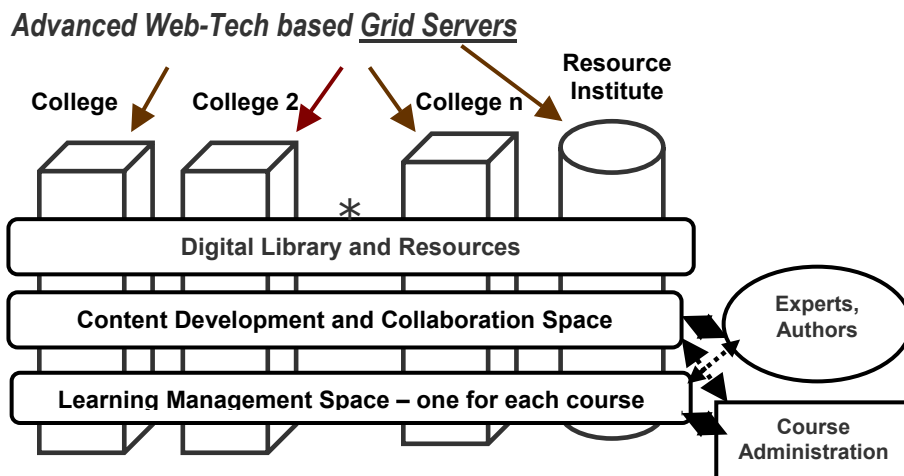 Advanced Web-Tech based Grid Servers
Resource
Institute
College
College 2
College n
*
Digital Library and Resources
Content Development and Collaboration Space
Experts,
Authors
Learning Management Space – one for each course
Course
Administration